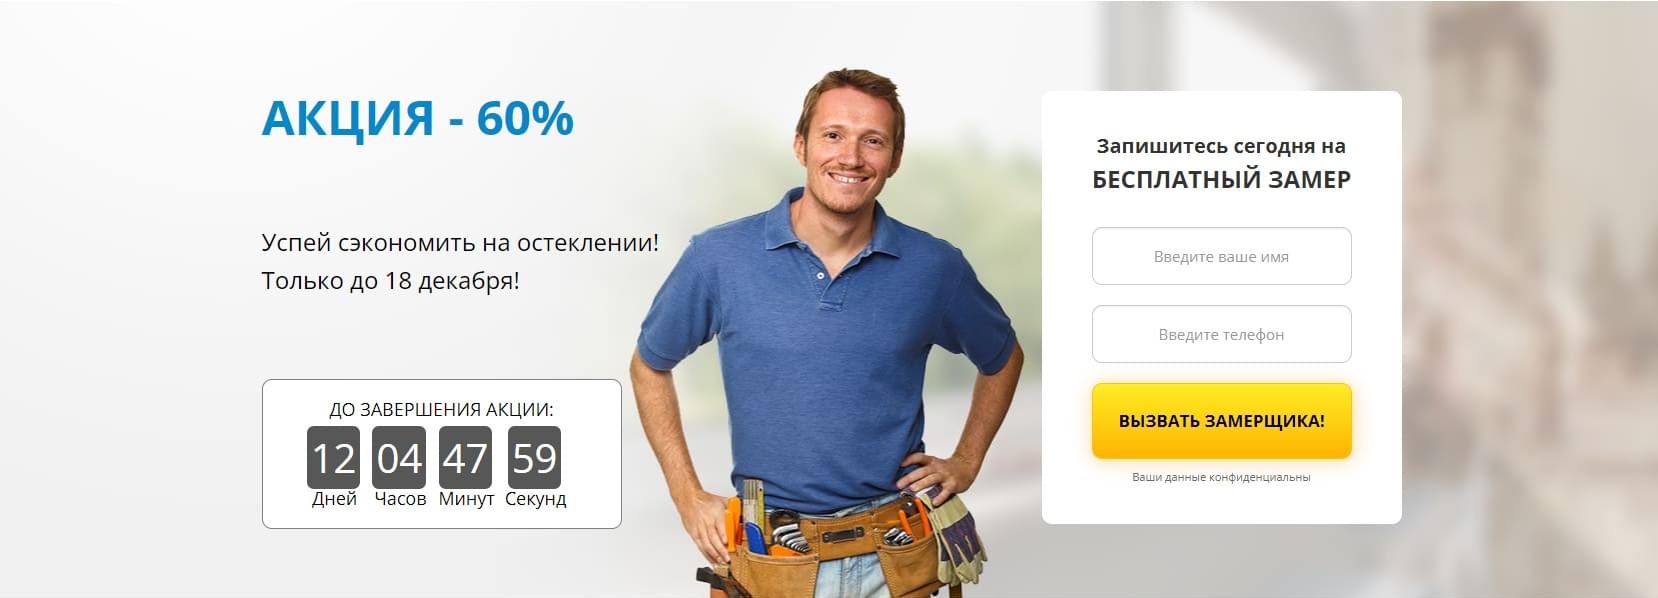 АКЦИЯ - 60%
Успей сэкономить на остеклении!
Только до 18 декабря!
ДО ЗАВЕРШЕНИЯ АКЦИИ:
12 04 47 59
Дней Часов Минут Секунд
Запишитесь сегодня на
БЕСПЛАТНЫЙ ЗАМЕР
Введите ваше имя
Введите телефон
ВЫЗВАТЬ ЗАМЕРЩИКА!
Ваши данные конфиденциальны